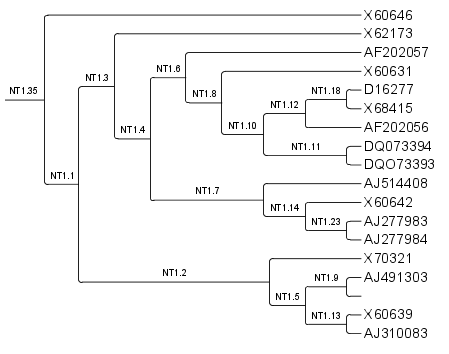 X60646
X62173
AF202057
NT1.6
NT1.3
X60631
NT1.8
NT1.18
D16277
NT1.35
NT1.12
X68415
NT1.4
NT1.10
AF202056
NT1.11
DQ073394
DQO73393
NT1.1
NT1.7
AJ514408
NT1.14
X60642
NT1.23
AJ277983
AJ277984
X70321
NT1.2
NT1.9
AJ491303
NT1.5
NT1.13
X60639
AJ310083